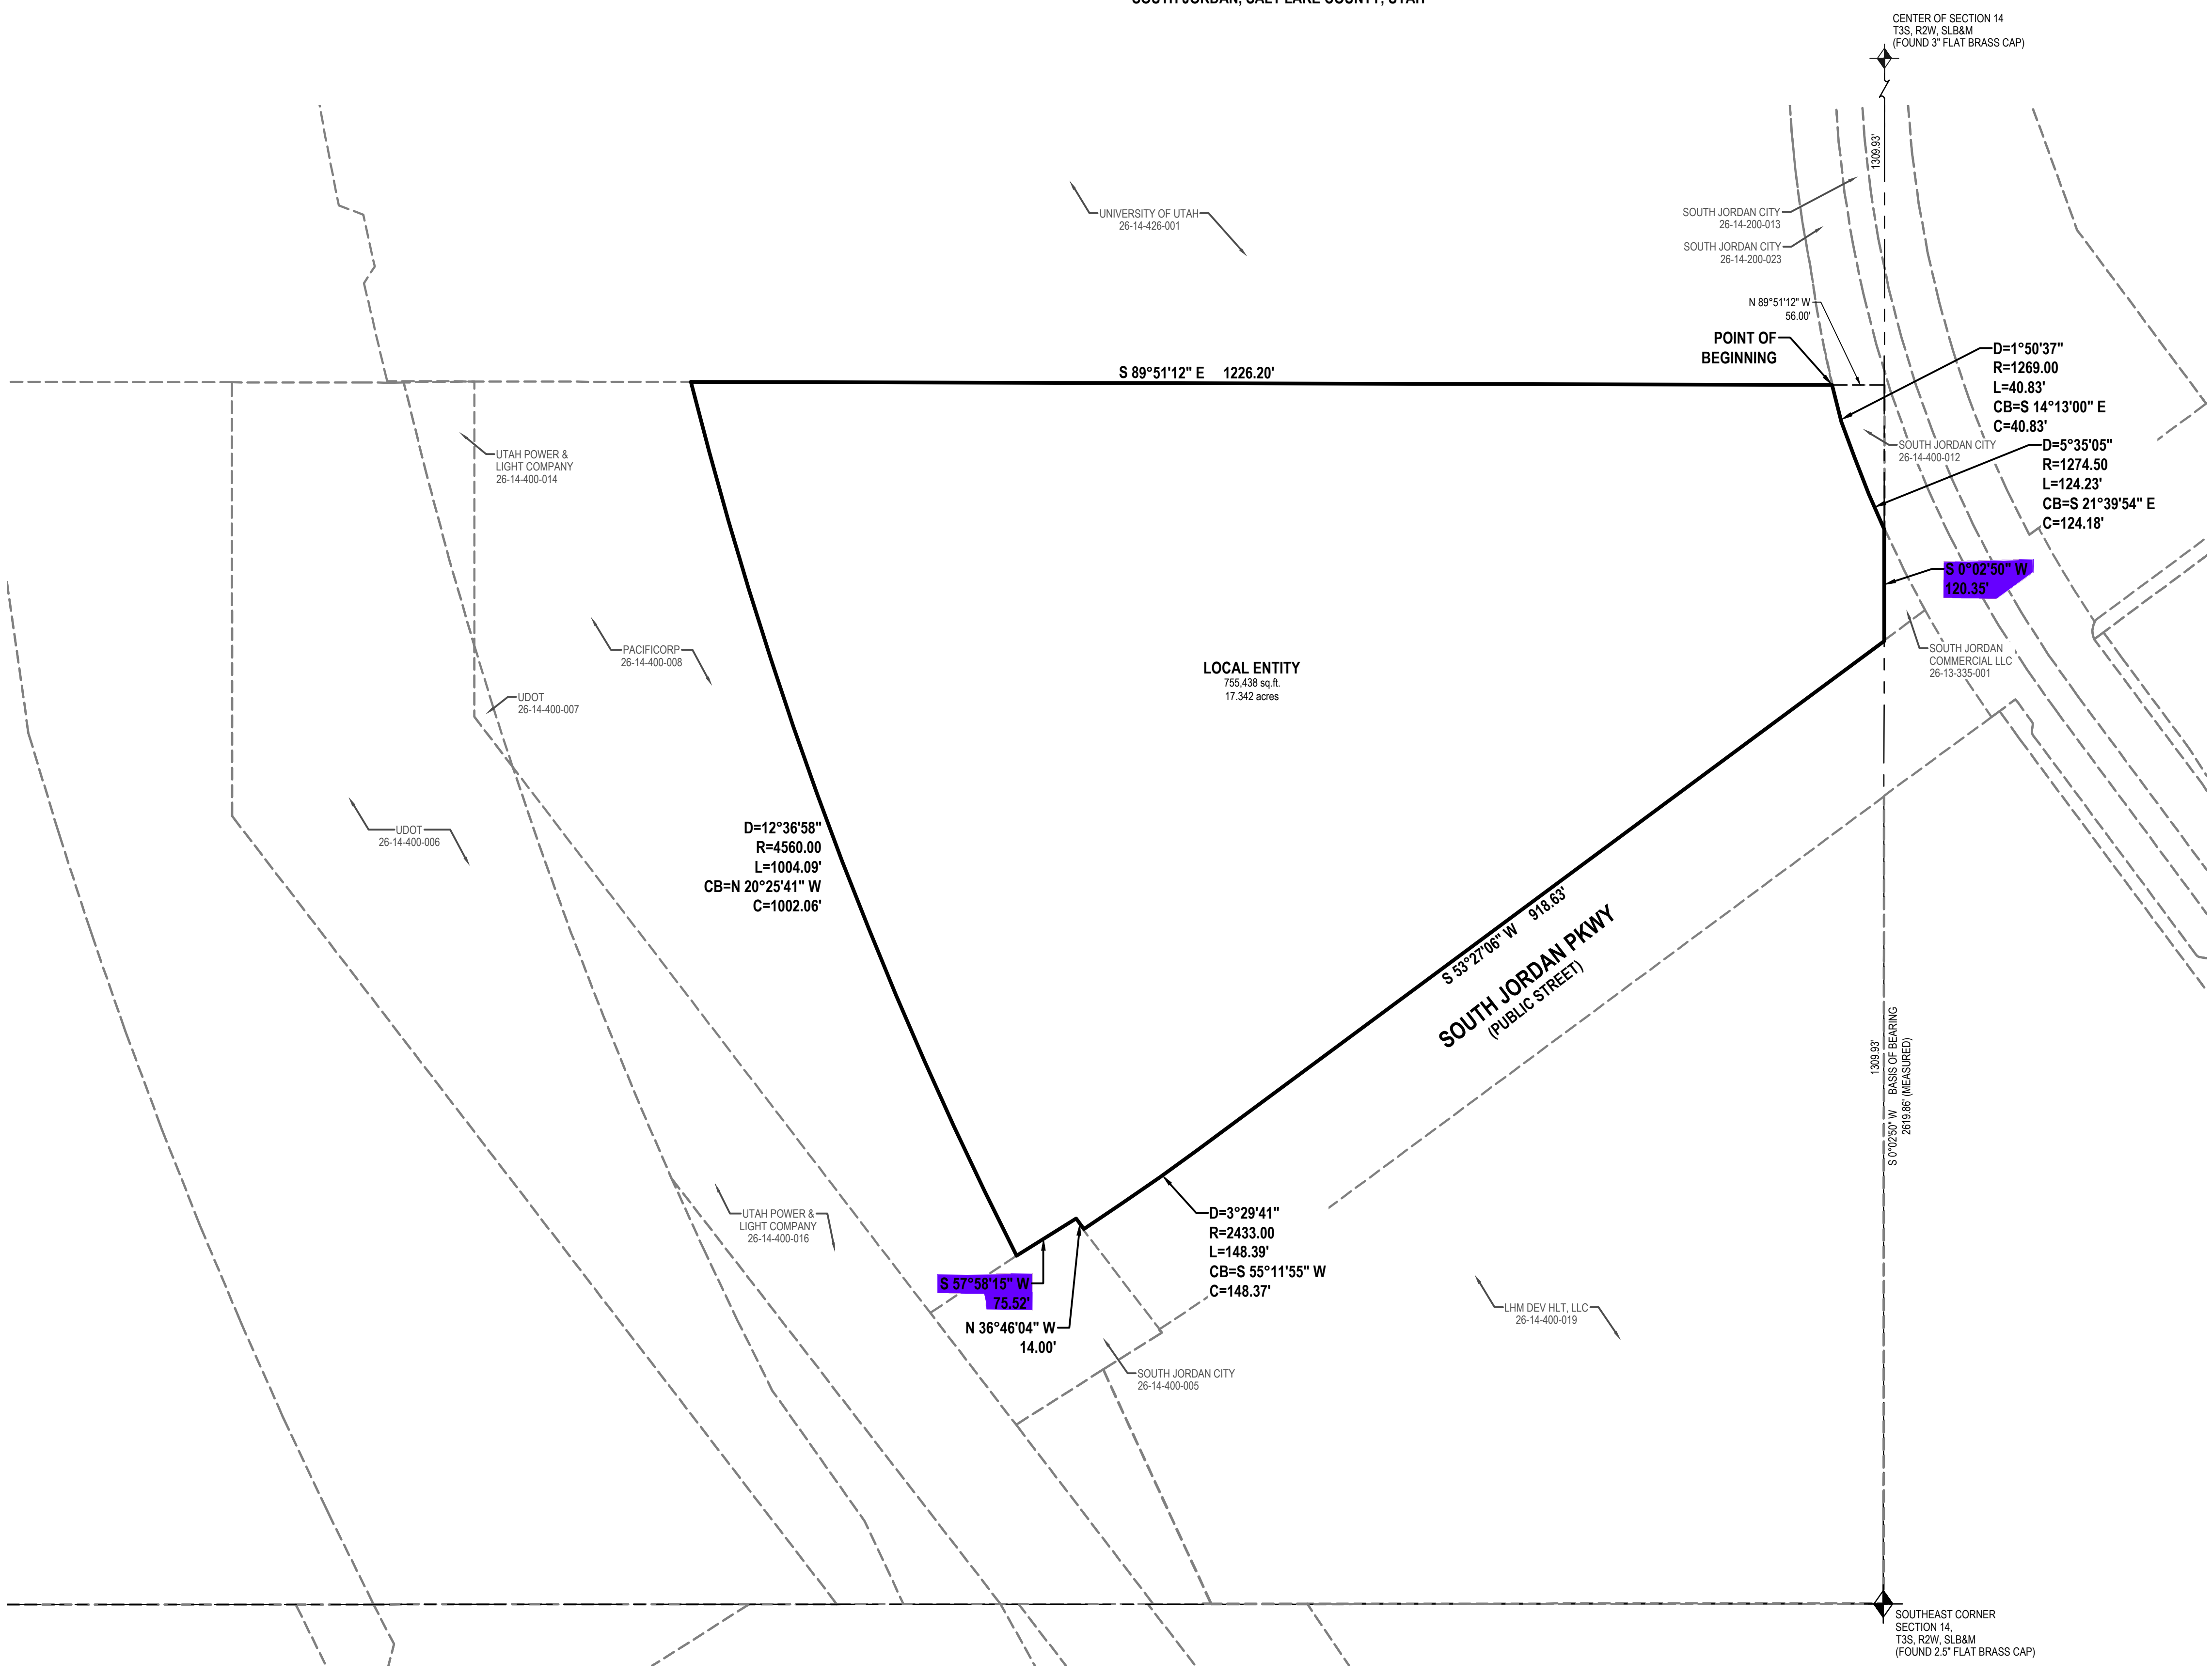 SOUTH JORDAN, SALT LAKE COUNTY, UTAH
CENTER OF SECTION 14
T3S, R2W, SLB&M
(FOUND 3" FLAT BRASS CAP)
1309.93'
UNIVERSITY OF UTAH
26-14-426-001
SOUTH JORDAN CITY
26-14-200-013
SOUTH JORDAN CITY
26-14-200-023
N 89°51'12" W
56.00'
POINT OF
BEGINNING
S 89°51'12" E 1226.20'
D=1°50'37"
R=1269.00
L=40.83'
CB=S 14°13'00" E
C=40.83'
SOUTH JORDAN CITY
26-14-400-012
D=5°35'05"
R=1274.50
L=124.23'
CB=S 21°39'54" E
C=124.18'
UTAH POWER &
LIGHT COMPANY
26-14-400-014
S 0°02'50" W
120.35'
PACIFICORP
26-14-400-008
SOUTH JORDAN
COMMERCIAL LLC
26-13-335-001
LOCAL ENTITY
755,438 sq.ft.
17.342 acres
UDOT
26-14-400-007
UDOT
26-14-400-006
D=12°36'58"
R=4560.00
L=1004.09'
CB=N 20°25'41" W
C=1002.06'
S 53°27'06" W 918.63'
SOUTH JORDAN PKWY
(PUBLIC STREET)
1309.93'
S 0°02'50" W BASIS OF BEARING
2619.86' (MEASURED)
UTAH POWER &
LIGHT COMPANY
26-14-400-016
D=3°29'41"
R=2433.00
L=148.39'
CB=S 55°11'55" W
C=148.37'
S 57°58'15" W
75.52'
N 36°46'04" W
14.00'
LHM DEV HLT, LLC
26-14-400-019
SOUTH JORDAN CITY
26-14-400-005
SOUTHEAST CORNER
SECTION 14,
T3S, R2W, SLB&M
(FOUND 2.5" FLAT BRASS CAP)